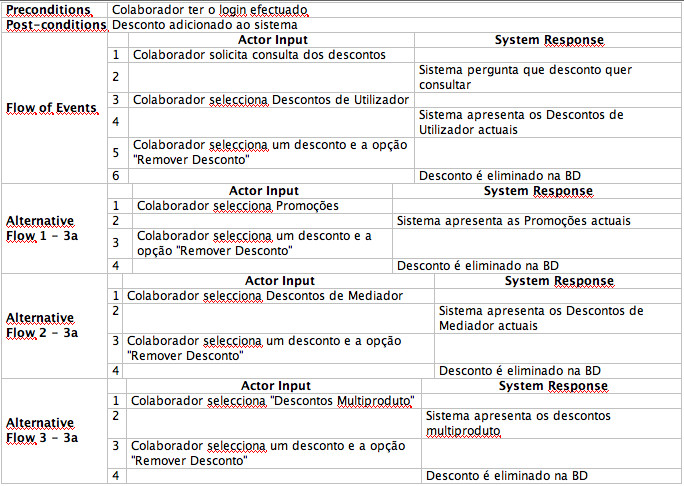 Preconditions Colaborador ter o login efectuado
Post-conditions Desconto adicionado ao sistema
Actor Input System Response
1 Colaborador solicita consulta dos descontos
2 Sistema pergunta que desconto quer
consultar
Flow of Events
3 Colaborador selecciona Descontos de Utilizador
4 Sistema apresenta os Descontos de
Utilizador actuais
5 Colaborador selecciona um desconto e a opção
"Remover Desconto"
6 Desconto é eliminado na BD
Actor Input System Response
Alternative
Flow 1 - 3a
1 Colaborador selecciona Promoções
2 Sistema apresenta as Promoções actuais
3 Colaborador selecciona um desconto e a
opção "Remover Desconto"
4 Desconto é eliminado na BD
Actor Input System Response
Alternative
Flow 2 - 3a
1 Colaborador selecciona Descontos de Mediador
2 Sistema apresenta os Descontos de
Mediador actuais
3 Colaborador selecciona um desconto e a opção
"Remover Desconto"
4 Desconto é eliminado na BD
Actor Input System Response
Alternative
Flow 3 - 3a
1 Colaborador selecciona "Descontos Multiproduto"
2 Sistema apresenta os descontos
multiproduto
3 Colaborador selecciona um desconto e a opção
"Remover Desconto"
4 Desconto é eliminado na BD